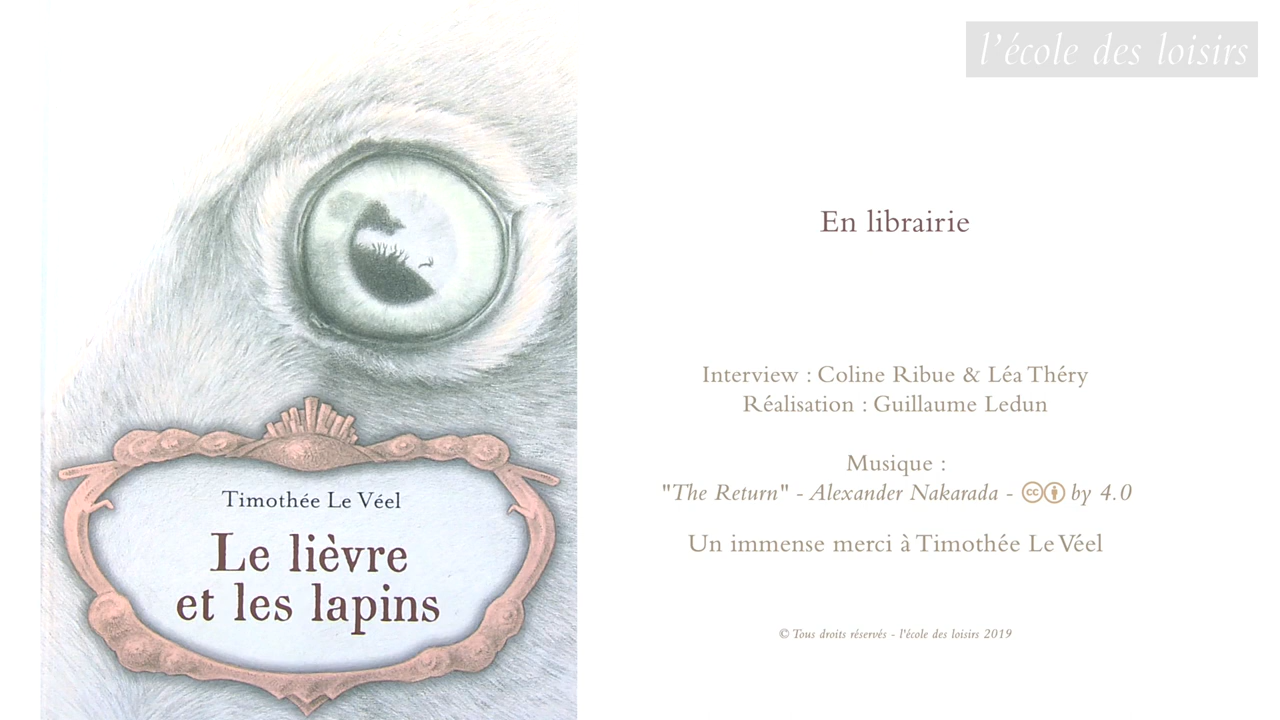 l'école des loisirs
En librairie
Interview : Coline Ribue & Léa Théry
Réalisation : Guillaume Ledun
Musique :
"The Return" - Alexander Nakarada - cc by 4.0
Un immense merci à Timothée Le Véel
© Tous droits réservés - l'école des loisirs 2019
Timothée Le Véel
Le lièvre
et les lapins